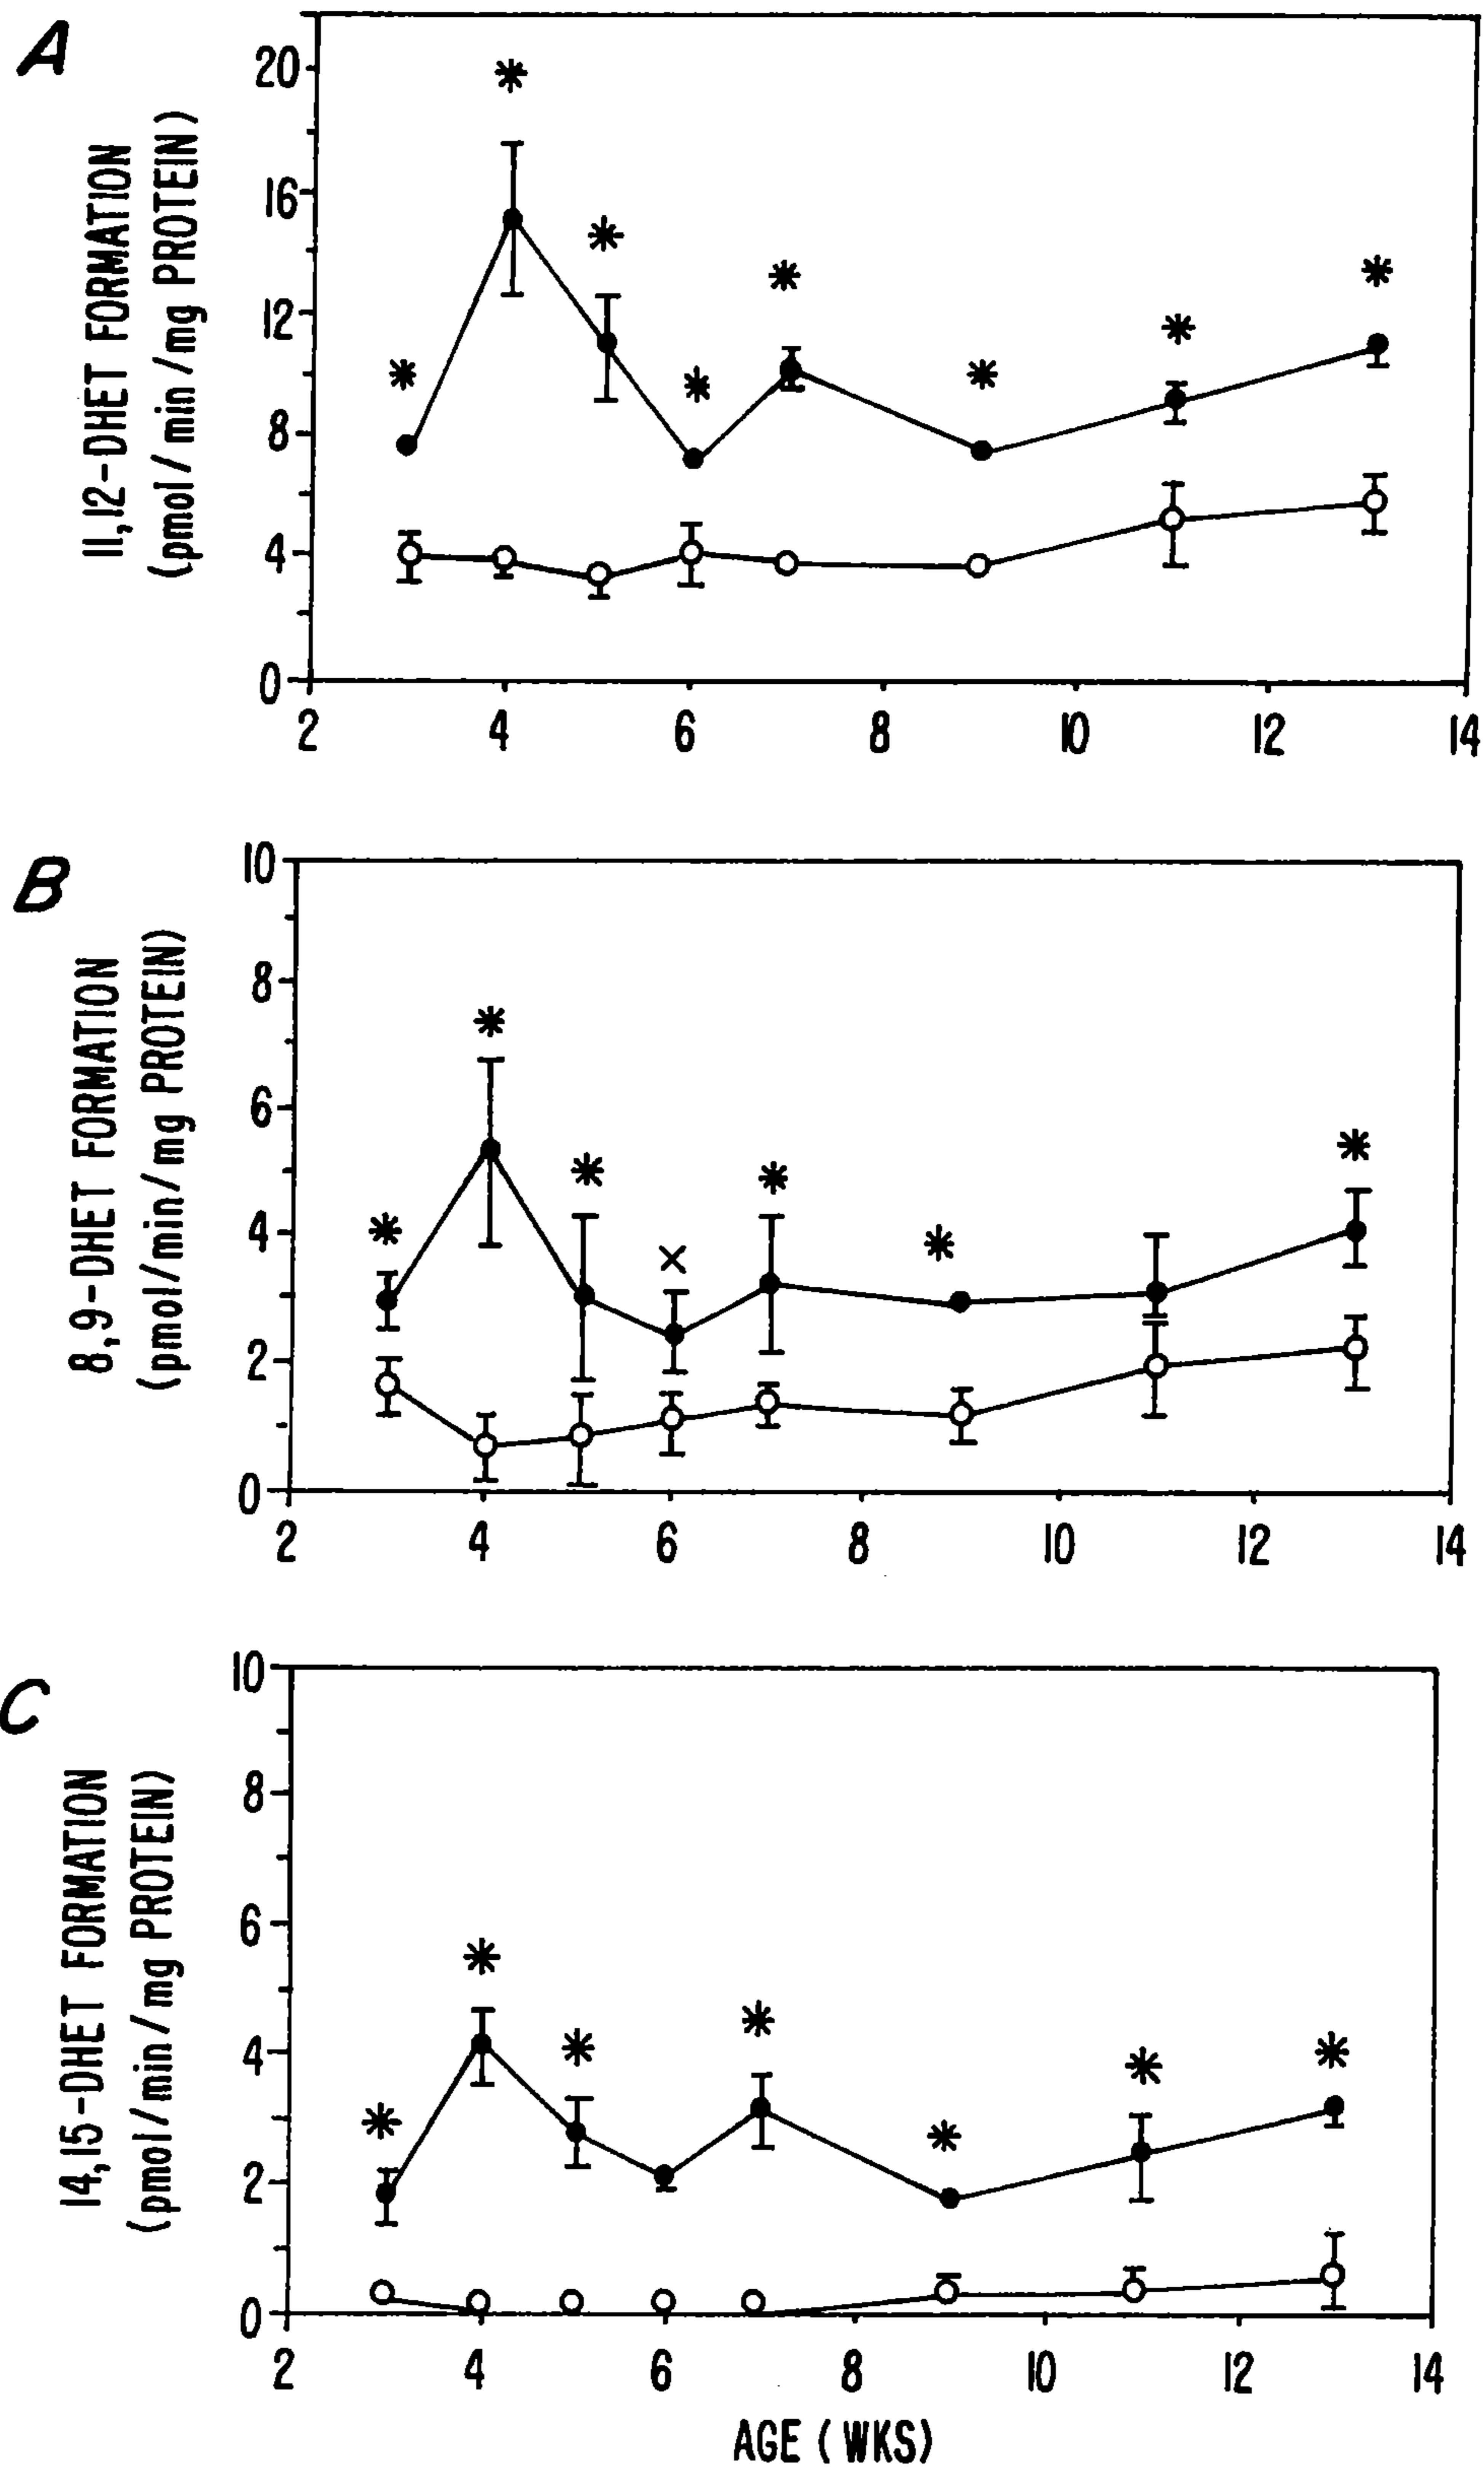 A
11,12-DHET FORMATION
(pmol/min/mg PROTEIN)
20
16
12
8
4
0
2 4 6 8 10 12 14
* * * * * * * *
B
8,9-DHET FORMATION
(pmol/min/mg PROTEIN)
10
8
6
4
2
0
2 4 6 8 10 12 14
* * * × * * *
C
14,15-DHET FORMATION
(pmol/min/mg PROTEIN)
10
8
6
4
2
0
2 4 6 8 10 12 14
* * * * * * *
AGE (WKS)